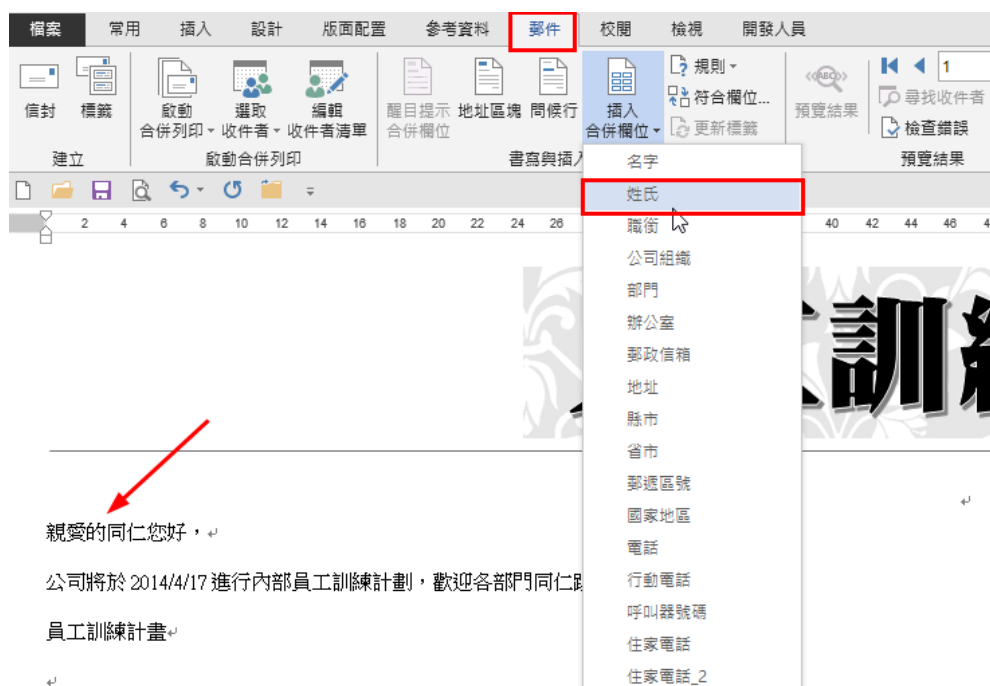 檔案 常用 插入 設計 版面配置 參考資料 郵件 校閱 檢視 開發人員
信封 標籤 啟動 合併列印 選取 收件者 編輯 收件者清單 醒目提示 合併欄位 地址區塊 問候行 插入 合併欄位 規則 符合欄位... 更新標籤 ABC 預覽結果 1 尋找收件者 檢查錯誤
建立 啟動合併列印 書寫與插入 預覽結果
2 4 6 8 10 12 14 16 18 20 22 24 26 40 42 44 46 4
名字
姓氏
職銜
公司組織
部門
辦公室
郵政信箱
地址
縣市
省市
郵遞區號
國家地區
電話
行動電話
呼叫器號碼
住家電話
住家電話_2
訓
親愛的同仁您好，
公司將於 2014/4/17 進行內部員工訓練計劃，歡迎各部門同仁
員工訓練計畫